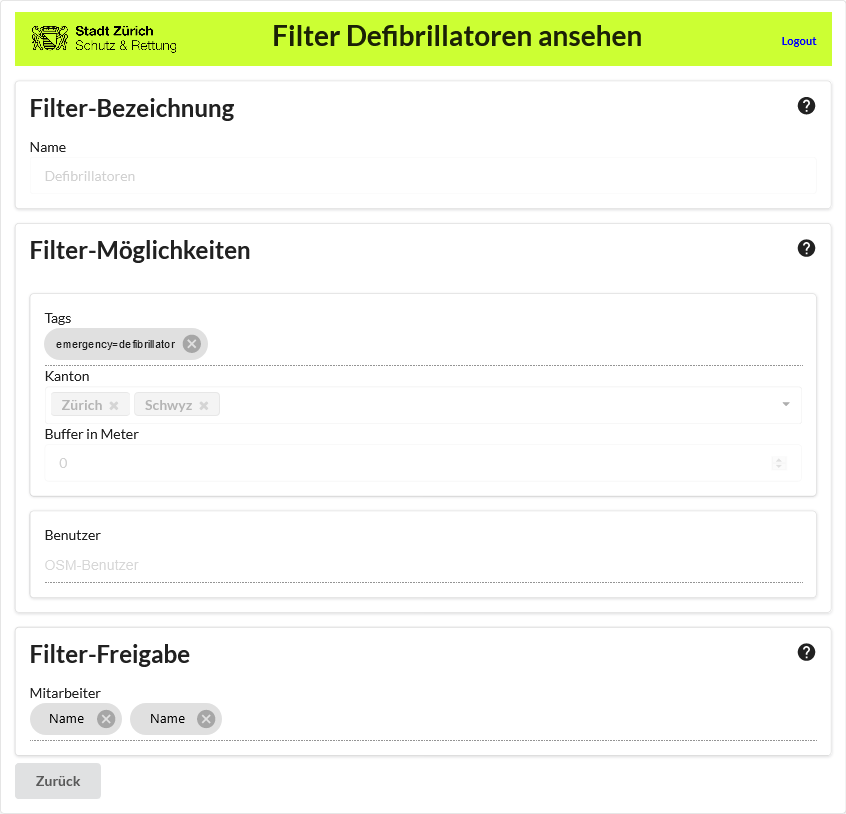 Stadt Zürich
Schutz & Rettung
Filter Defibrillatoren ansehen
Logout
Filter-Bezeichnung
Name
Defibrillatoren
Filter-Möglichkeiten
Tags
emergency=defibrillator
Kanton
Zürich Schwyz
Buffer in Meter
0
Benutzer
OSM-Benutzer
Filter-Freigabe
Mitarbeiter
Name Name
Zurück